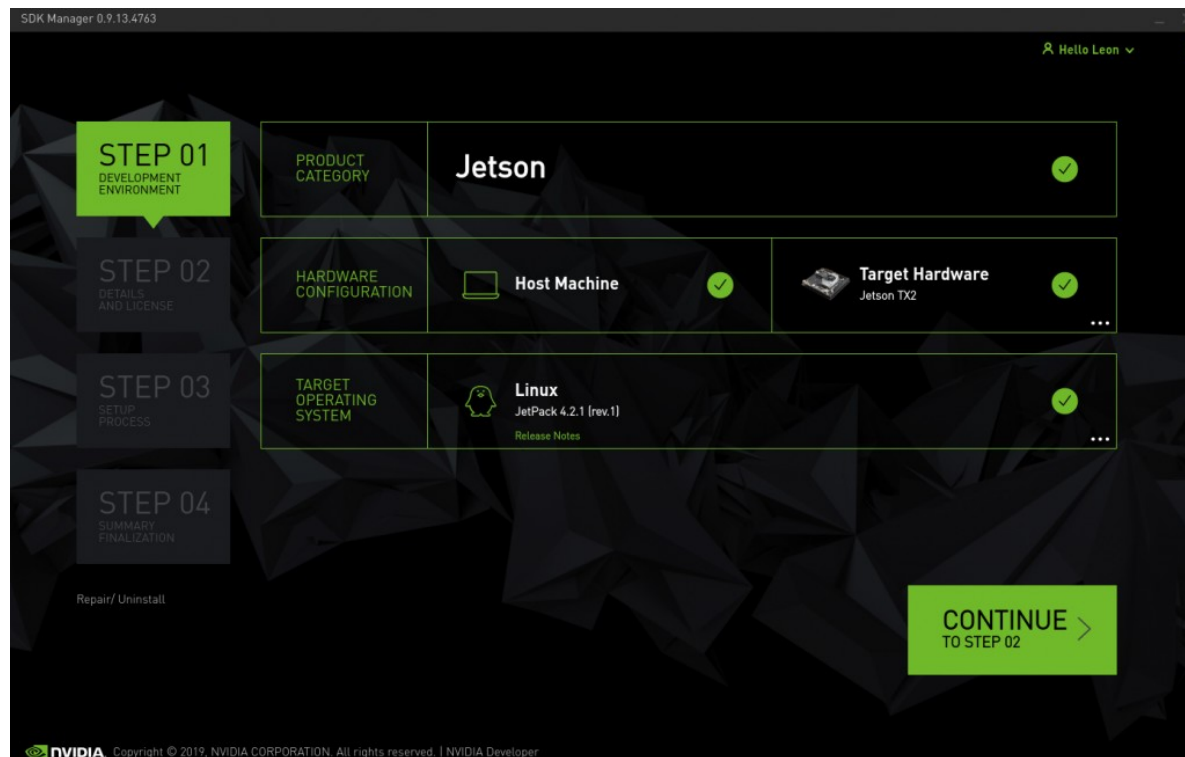 SDK Manager 0.9.13.4763
Hello Leon
STEP 01
DEVELOPMENT
ENVIRONMENT
PRODUCT
CATEGORY
Jetson
STEP 02
DETAILS
AND LICENSE
HARDWARE
CONFIGURATION
Host Machine
Target Hardware
Jetson TX2
STEP 03
SETUP
PROCESS
TARGET
OPERATING
SYSTEM
Linux
JetPack 4.2.1 (rev.1)
Release Notes
STEP 04
SUMMARY
FINALIZATION
Repair/ Uninstall
CONTINUE
TO STEP 02
NVIDIA. Copyright © 2019, NVIDIA CORPORATION. All rights reserved. | NVIDIA Developer